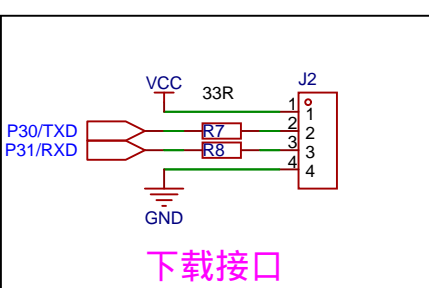 VCC 33R J2
1 1
P30/TXD R7 2 2
P31/RXD R8 3 3
4 4
GND
下载接口